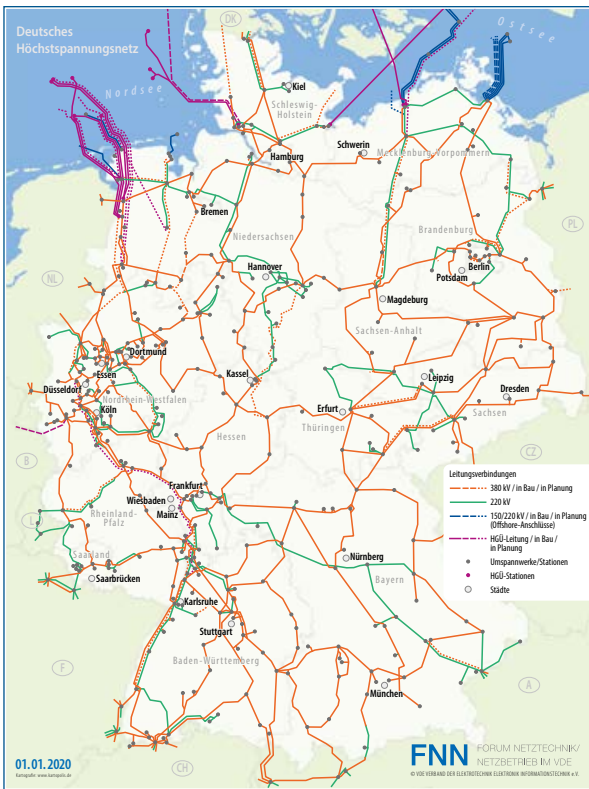 Deutsches
Höchstspannungsnetz
DK
Ostsee
Nordsee
Kiel
Schleswig-
Holstein
Schwerin
Mecklenburg-Vorpommern
Hamburg
Bremen
Niedersachsen
Brandenburg
PL
Hannover
Berlin
Potsdam
NL
Magdeburg
Sachsen-Anhalt
Dortmund
Essen
Kassel
Leipzig
Düsseldorf
Nordrhein-Westfalen
Dresden
Köln
Erfurt
Sachsen
Thüringen
Hessen
CZ
B
Leitungsverbindungen
380 kV / in Bau / in Planung
220 kV
150/220 kV / in Bau / in Planung
(Offshore-Anschlüsse)
HGÜ-Leitung / in Bau /
in Planung
Umspannwerke/Stationen
HGÜ-Stationen
Städte
Frankfurt
Wiesbaden
Mainz
Rheinland-
Pfalz
L
Saarland
Nürnberg
Saarbrücken
Bayern
Karlsruhe
Stuttgart
Baden-Württemberg
F
München
A
CH
01.01.2020
Kartografie: www.kartopolis.de
FNN FORUM NETZTECHNIK/
NETZBETRIEB IM VDE
© VDE VERBAND DER ELEKTROTECHNIK ELEKTRONIK INFORMATIONSTECHNIK e.V.